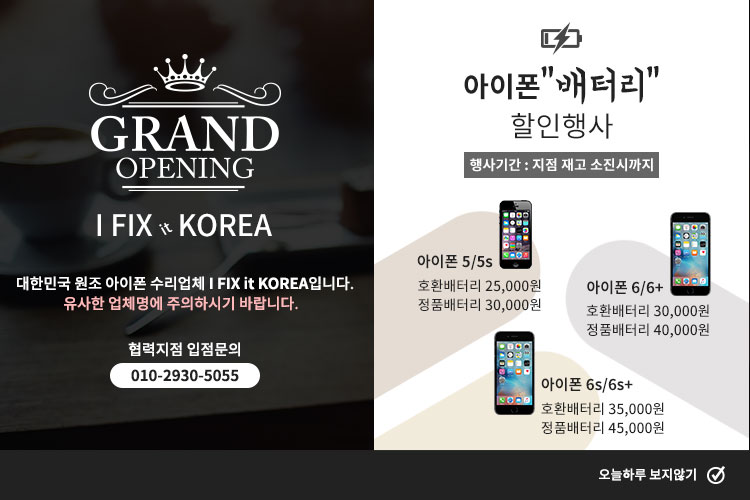 GRAND
OPENING
I FIX it KOREA
대한민국 원조 아이폰 수리업체 I FIX it KOREA입니다.
유사한 업체명에 주의하시기 바랍니다.
협력지점 입점문의
010-2930-5055
아이폰"배터리"
할인행사
행사기간 : 지점 재고 소진시까지
아이폰 5/5s
호환배터리 25,000원
정품배터리 30,000원
아이폰 6/6+
호환배터리 30,000원
정품배터리 40,000원
아이폰 6s/6s+
호환배터리 35,000원
정품배터리 45,000원
오늘하루 보지않기